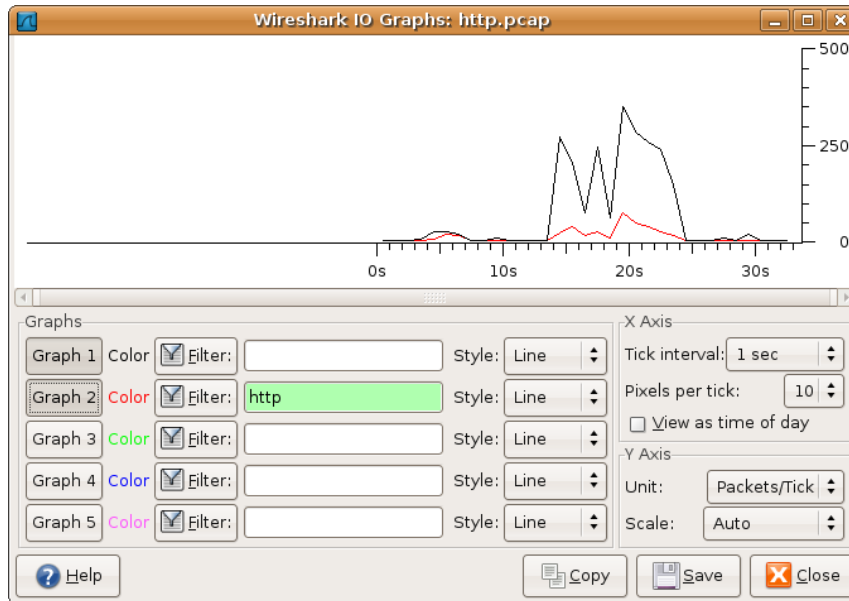 Wireshark IO Graphs: http.pcap
500
250
0
0s 10s 20s 30s
Graphs
Graph 1 Color Filter: Style: Line
Graph 2 Color Filter: http Style: Line
Graph 3 Color Filter: Style: Line
Graph 4 Color Filter: Style: Line
Graph 5 Color Filter: Style: Line
X Axis
Tick interval: 1 sec
Pixels per tick: 10
View as time of day
Y Axis
Unit: Packets/Tick
Scale: Auto
Help Copy Save Close